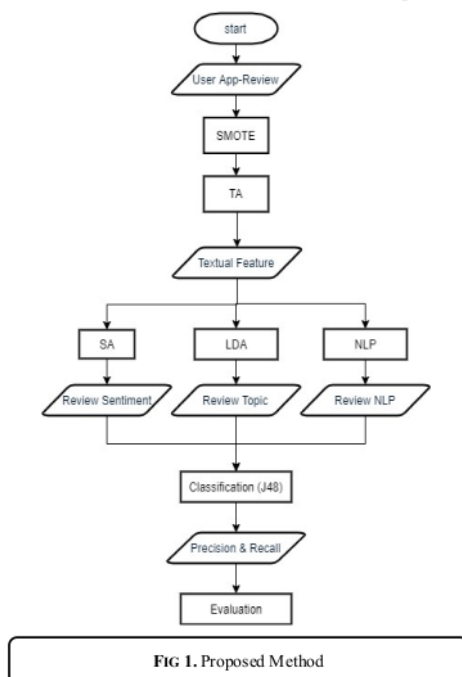 start
User App-Review
SMOTE
TA
Textual Feature
SA LDA NLP
Review Sentiment Review Topic Review NLP
Classification (J48)
Precision & Recall
Evaluation
FIG 1. Proposed Method